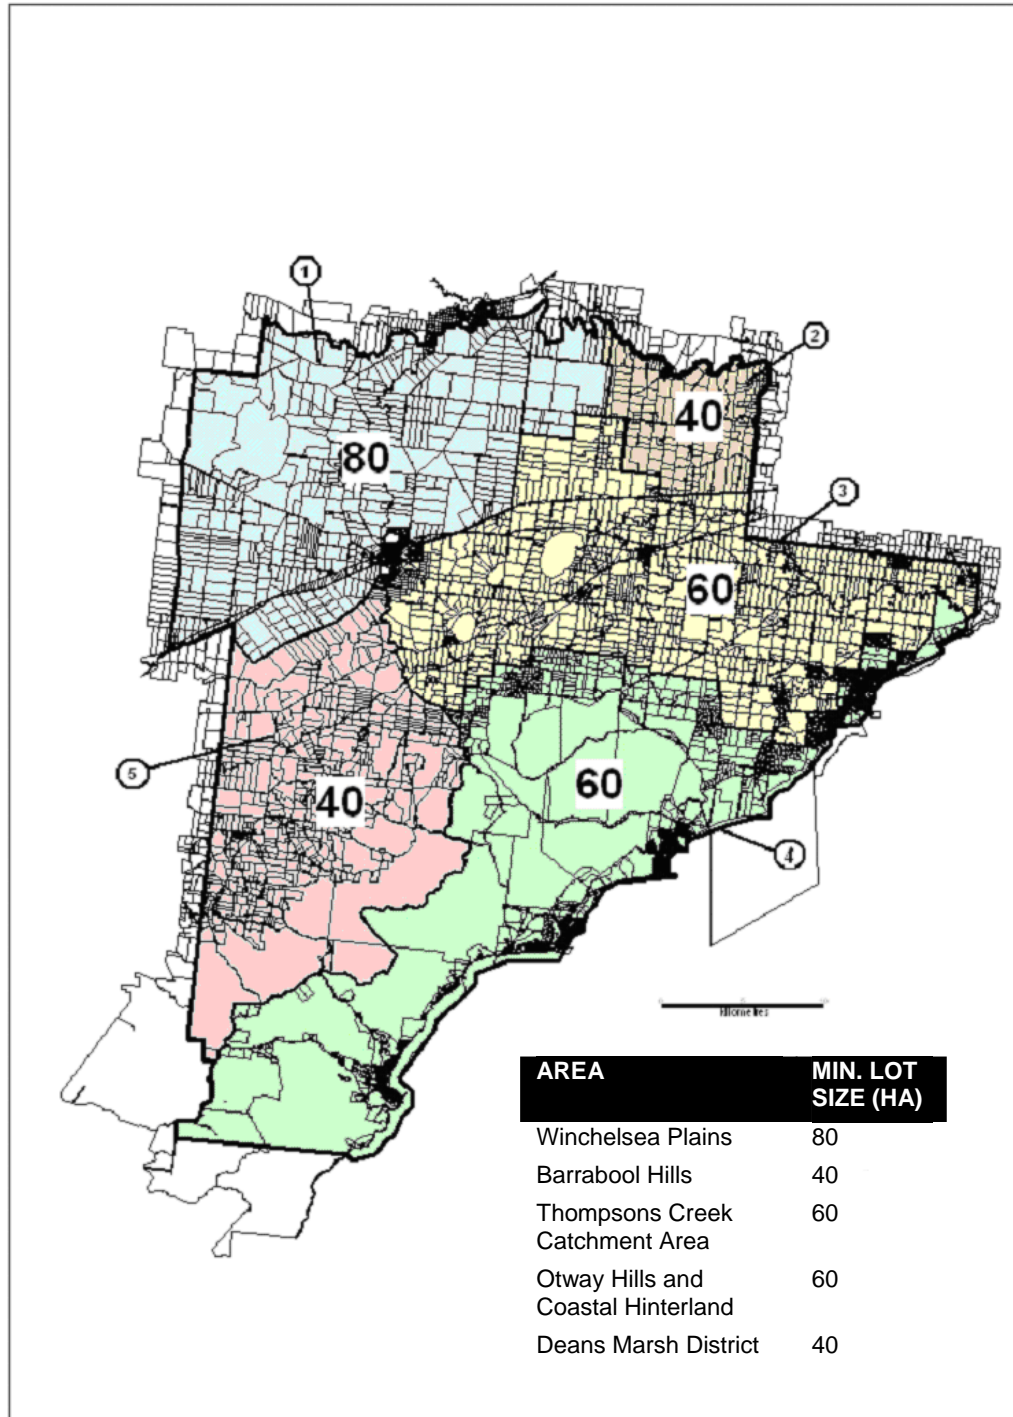 1
2
40
80
3
60
5
40
60
4
kilometres
AREA MIN. LOT
SIZE (HA)
Winchelsea Plains 80
Barrabool Hills 40
Thompsons Creek 60
Catchment Area
Otway Hills and 60
Coastal Hinterland
Deans Marsh District 40